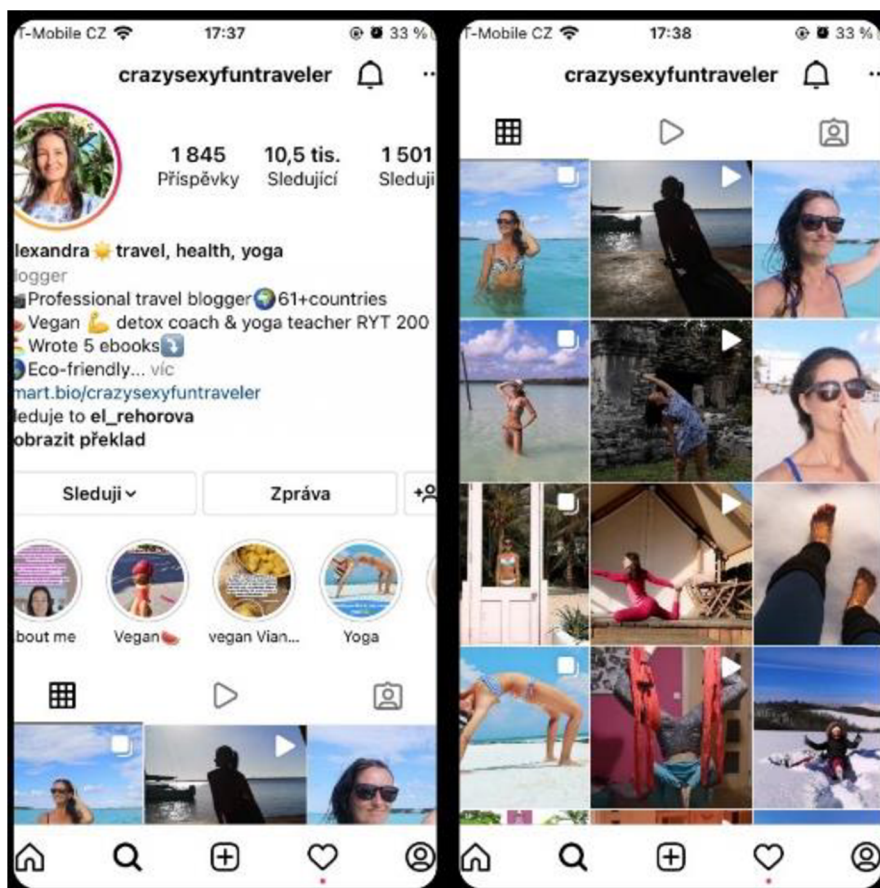 T-Mobile CZ 17:37 33 %
crazysexyfuntraveler
1 845 10,5 tis. 1 501
Příspěvky Sledující Sleduji
lexandra☀️travel, health, yoga
logger
Professional travel blogger🌍61+countries
Vegan 💪 detox coach & yoga teacher RYT 200
Wrote 5 ebooks⤵️
Eco-friendly... víc
mart.bio/crazysexyfuntraveler
leduje to el_rehorova
obrazit překlad
Sleduji Zpráva
bout me Vegan🍉 vegan Vian... Yoga
T-Mobile CZ 17:38 33 %
crazysexyfuntraveler